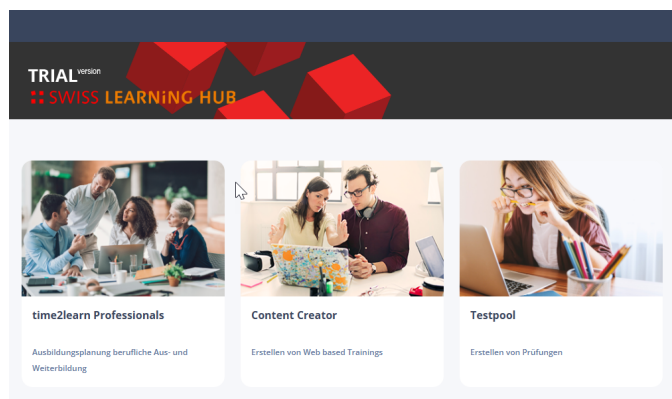 TRIAL version
SWISS LEARNiNG HUB
time2learn Professionals
Ausbildungsplanung berufliche Aus- und
Weiterbildung
Content Creator
Erstellen von Web based Trainings
Testpool
Erstellen von Prüfungen